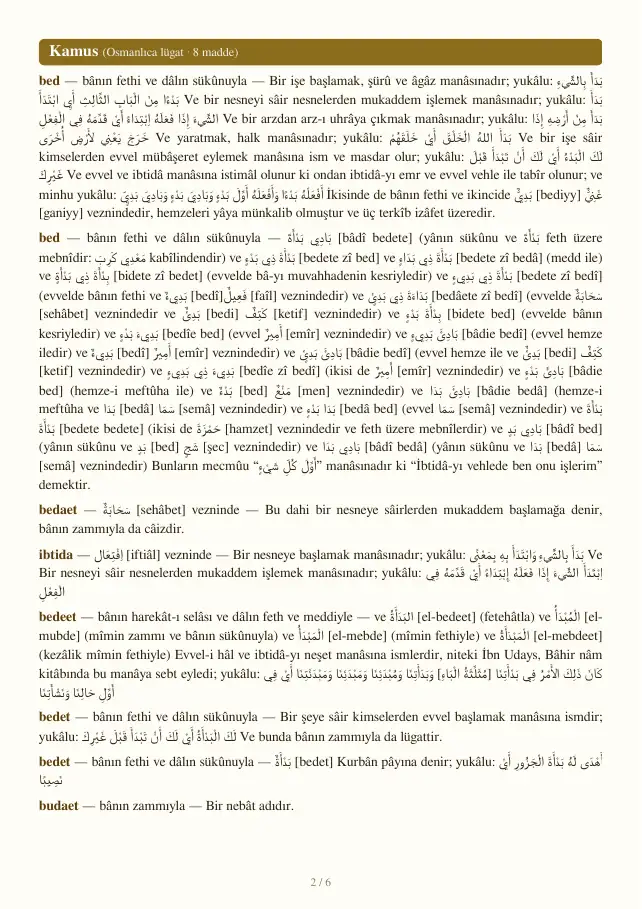 Kamus (Osmanlıca lügat · 8 madde)
bed — bânın fethi ve dâlın sükûnuyla — Bir işe başlamak, şürû ve âgâz manâsınadır; yukâlu: بَدَأَ بِالشَّيْءِ
بَدْءًا مِنَ الْبَابِ الثَّالِثِ أَيِ ابْتَدَأَ Ve bir nesneyi sâir nesnelerden mukaddem işlemek manâsınadır; yukâlu: بَدَأَ
الشَّيْءَ إِذَا فَعَلَهُ اِبْتِدَاءً أَيْ قَدَّمَهُ فِي الْفِعْلِ Ve bir arzdan arz-ı uhrâya çıkmak manâsınadır; yukâlu: بَدَأَ مِنْ أَرْضِهِ إِذَا
خَرَجَ يَعْنِي لأَرْضٍ أُخْرَى Ve yaratmak, halk manâsınadır; yukâlu: بَدَأَ اللهُ الْخَلْقَ أَيْ خَلَقَهُمْ Ve bir işe sâir
kimselerden evvel mübâşeret eylemek manâsına ism ve masdar olur; yukâlu: لَكَ الْبَدْءُ أَيْ لَكَ أَنْ تَبْدَأَ قَبْلَ
غَيْرِكَ Ve evvel ve ibtidâ manâsına istimâl olunur ki ondan ibtidâ-yı emr ve evvel vehle ile tabîr olunur; ve
minhu yukâlu: أَفْعَلُهُ بَدْءًا وَأَفْعَلُهُ أَوَّلَ بَدْءٍ وَبَادِيَ بَدْءٍ وَبَادِيَ بَدِيَ İkisinde de bânın fethi ve ikincide بَدِيٌّ [bediyy] غَنِيٌّ
[ganiyy] veznindedir, hemzeleri yâya münkalib olmuştur ve üç terkîb izâfet üzeredir.
bed — bânın fethi ve dâlın sükûnuyla — بَادِي بَدْأَةَ [bâdî bedete] (yânın sükûnu ve بَدْأَةَ feth üzere
mebnîdir: مَعْدِي كَرِبَ kabîlindendir) ve بَدْأَةَ ذِي بَدْءٍ [bedete zî bed] ve بَدْأَةَ ذِي بَدَاءٍ [bedete zî bedâ] (medd ile)
ve بِدْأَةَ ذِي بَدْأَةٍ [bidete zî bedet] (evvelde bâ-yı muvahhadenin kesriyledir) ve بَدْأَةَ ذِي بَدِيءٍ [bedete zî bedî]
(evvelde bânın fethi ve بَدِيءٌ [bedî] فَعِيلٌ [faîl] veznindedir) ve بَدَاءَةَ ذِي بَدِيٍ [bedâete zî bedî] (evvelde سَحَابَةٌ
[sehâbet] veznindedir ve بَدِئٌ [bedi] كَتِفٌ [ketif] veznindedir) ve بِدْأَةَ بَدْءٍ [bidete bed] (evvelde bânın
kesriyledir) ve بَدِيءَ بَدْءٍ [bedîe bed] (evvel أَمِيرٌ [emîr] veznindedir) ve بَادِئَ بَدِيءٍ [bâdie bedî] (evvel hemze
iledir) ve بَدِيءٌ [bedî] أَمِيرٌ [emîr] veznindedir) ve بَادِئَ بَدِئٍ [bâdie bedî] (evvel hemze ile ve بَدِئٌ [bedi] كَتِفٌ
[ketif] veznindedir) ve بَدِيءَ ذِي بَدِيءٍ [bedîe zî bedî] (ikisi de أَمِيرٌ [emîr] veznindedir) ve بَادِئَ بَدْءٍ [bâdie
bed] (hemze-i meftûha ile) ve بَدْءٌ [bed] مَنْعٌ [men] veznindedir) ve بَادِئَ بَدَا [bâdie bedâ] (hemze-i
meftûha ve بَدَا [bedâ] سَمَا [semâ] veznindedir) ve بَدَا بَدْءٍ [bedâ bed] (evvel سَمَا [semâ] veznindedir) ve بَدْأَةَ
بَدْأَةَ [bedete bedete] (ikisi de حَمْزَةَ [hamzet] veznindedir ve feth üzere mebnîlerdir) ve بَادِي بَدٍ [bâdî bed]
(yânın sükûnu ve بَدٍ [bed] شَجٍ [şec] veznindedir) ve بَادِي بَدَا [bâdî bedâ] (yânın sükûnu ve بَدَا [bedâ] سَمَا
[semâ] veznindedir) Bunların mecmûu “أَوَّلَ كُلِّ شَيْءٍ” manâsınadır ki “İbtidâ-yı vehlede ben onu işlerim”
demektir.
bedaet — سَحَابَةٌ [sehâbet] vezninde — Bu dahi bir nesneye sâirlerden mukaddem başlamağa denir,
bânın zammıyla da câizdir.
ibtida — اِفْتِعَال [iftiâl] vezninde — Bir nesneye başlamak manâsınadır; yukâlu: بَدَأَ بِالشَّيْءِ وَابْتَدَأَ بِهِ بِمَعْنًى Ve
Bir nesneyi sâir nesnelerden mukaddem işlemek manâsınadır; yukâlu: اِبْتَدَأَ الشَّيْءَ إِذَا فَعَلَهُ إِبْتِدَاءً أَيْ قَدَّمَهُ فِي
الْفِعْلِ
bedeet — bânın harekât-ı selâsı ve dâlın feth ve meddiyle — ve الْبَدَأَةُ [el-bedeet] (fetehâtla) ve الْمُبْدَأُ [el-
mubde] (mîmin zammı ve bânın sükûnuyla) ve الْمَبْدَأُ [el-mebde] (mîmin fethiyle) ve الْمَبْدَأَةُ [el-mebdeet]
(kezâlik mîmin fethiyle) Evvel-i hâl ve ibtidâ-yı neşet manâsına ismlerdir, niteki İbn Udays, Bâhir nâm
kitâbında bu manâya sebt eyledi; yukâlu: كَانَ ذَلِكَ الأَمْرُ فِي بَدْأَتِنَا [مُثَلَّثَةُ الْبَاءِ] وَبَدَأَتِنَا وَمُبْدَئِنَا وَمَبْدَئِنَا وَمَبْدَأَتِنَا أَيْ فِي
أَوَّلِ حَالِنَا وَنَشْأَتِنَا
bedet — bânın fethi ve dâlın sükûnuyla — Bir şeye sâir kimselerden evvel başlamak manâsına ismdir;
yukâlu: لَكَ الْبَدْأَةُ أَيْ لَكَ أَنْ تَبْدَأَ قَبْلَ غَيْرِكَ Ve bunda bânın zammıyla da lügattir.
bedet — bânın fethi ve dâlın sükûnuyla — بَدْأَةٌ [bedet] Kurbân pâyına denir; yukâlu: أَهْدَى لَهُ بَدْأَةَ الْجَزُورِ أَيْ
نَصِيبًا
budaet — bânın zammıyla — Bir nebât adıdır.
2 / 6